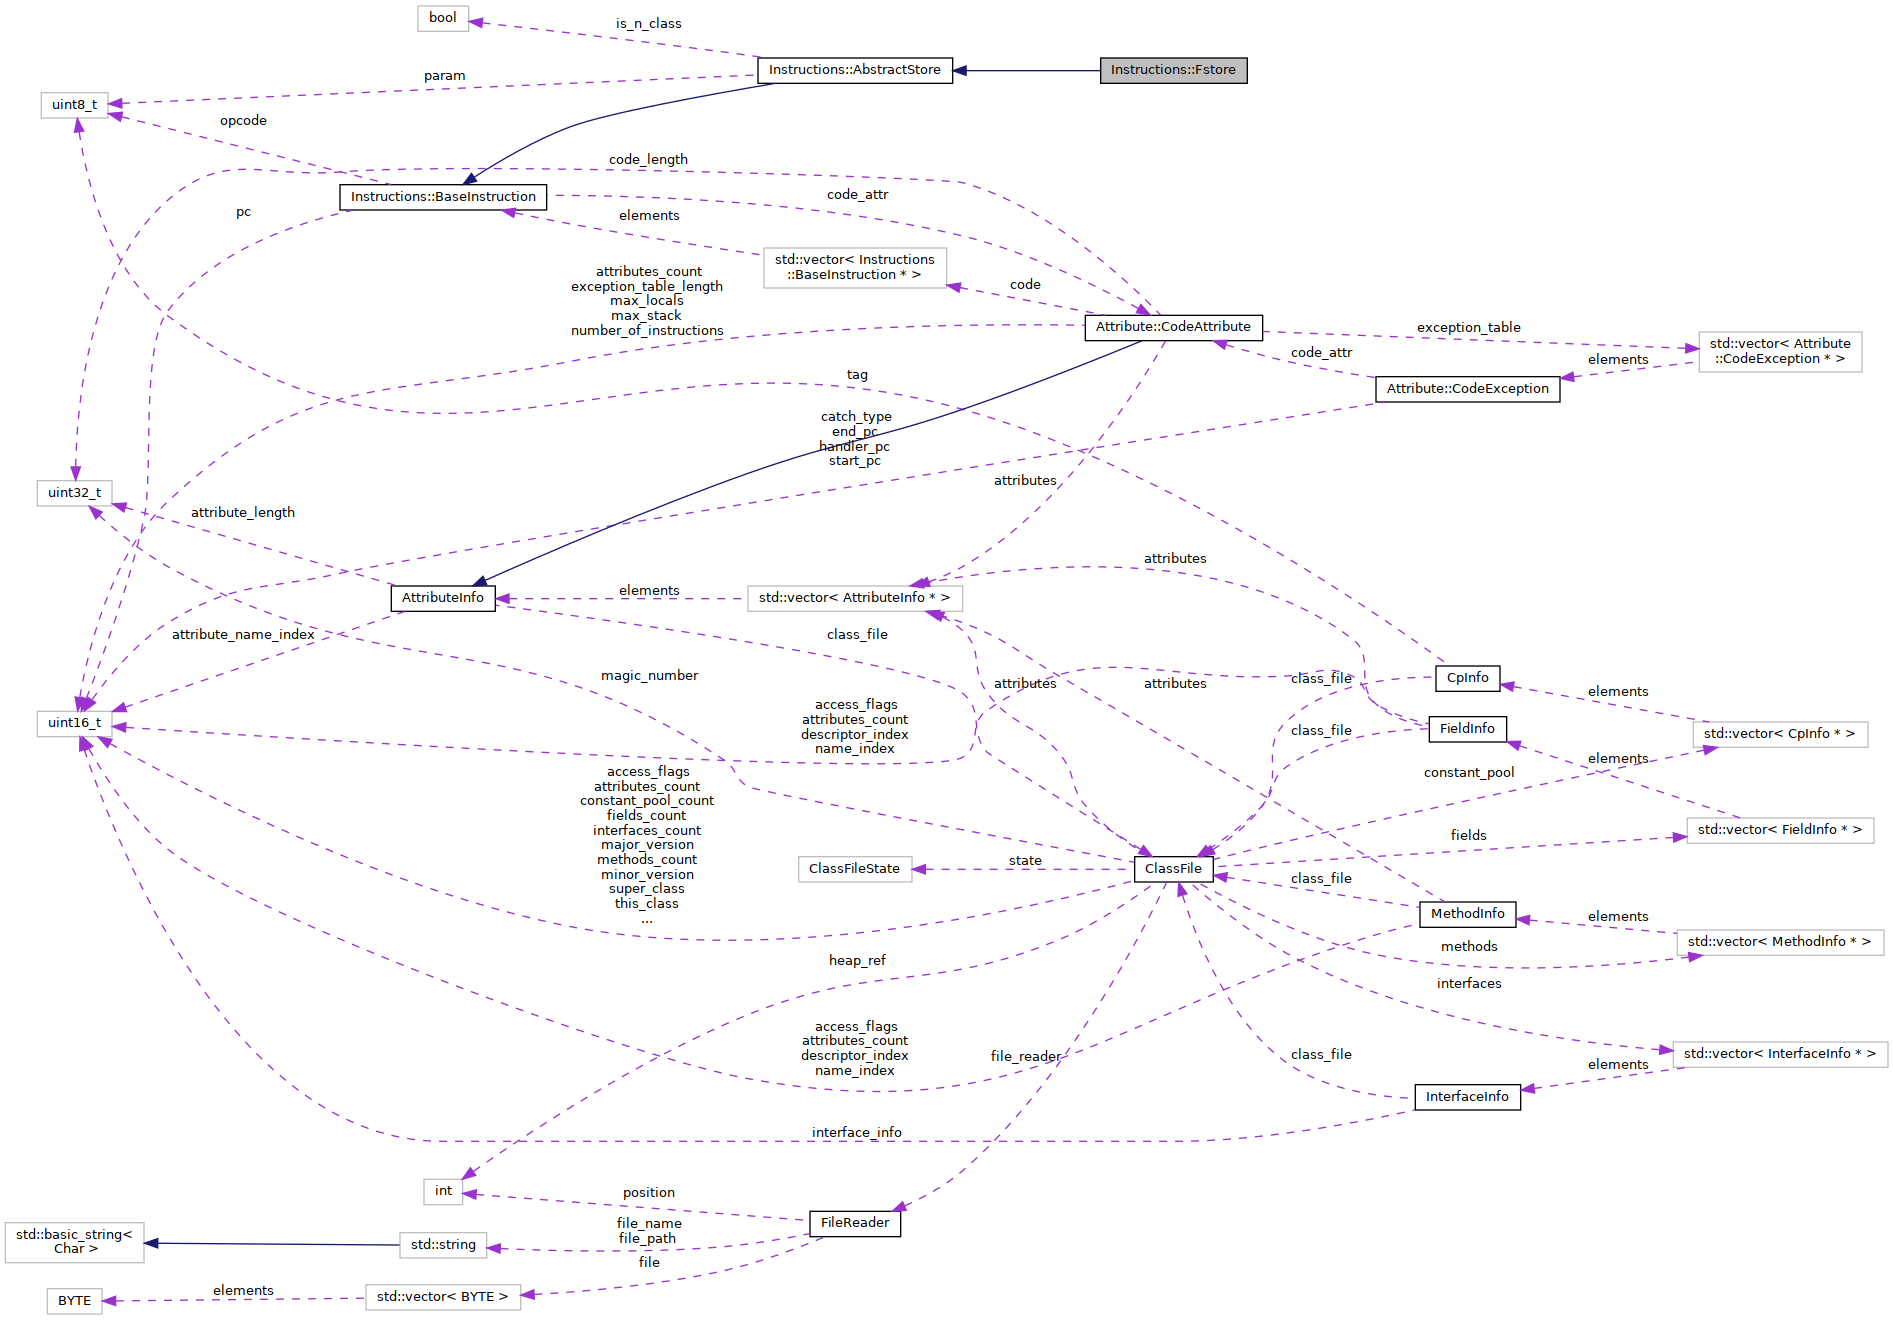 bool
is_n_class
Instructions::AbstractStore
Instructions::Fstore
param
uint8_t
opcode
code_length
Instructions::BaseInstruction
code_attr
pc
elements
std::vector< Instructions
::BaseInstruction * >
attributes_count
exception_table_length
max_locals
max_stack
number_of_instructions
code
Attribute::CodeAttribute
exception_table
std::vector< Attribute
::CodeException * >
code_attr
elements
tag
Attribute::CodeException
catch_type
end_pc
handler_pc
start_pc
attributes
uint32_t
attribute_length
attributes
AttributeInfo
elements
std::vector< AttributeInfo * >
attribute_name_index
class_file
magic_number
attributes
attributes
class_file
CpInfo
elements
access_flags
attributes_count
descriptor_index
name_index
uint16_t
class_file
FieldInfo
std::vector< CpInfo * >
elements
constant_pool
access_flags
attributes_count
constant_pool_count
fields_count
interfaces_count
major_version
methods_count
minor_version
super_class
this_class
...
fields
std::vector< FieldInfo * >
ClassFileState
state
ClassFile
class_file
MethodInfo
elements
std::vector< MethodInfo * >
methods
heap_ref
interfaces
access_flags
attributes_count
descriptor_index
name_index
file_reader
class_file
std::vector< InterfaceInfo * >
elements
InterfaceInfo
interface_info
int
position
FileReader
file_name
file_path
std::basic_string<
Char >
std::string
file
elements
BYTE
std::vector< BYTE >